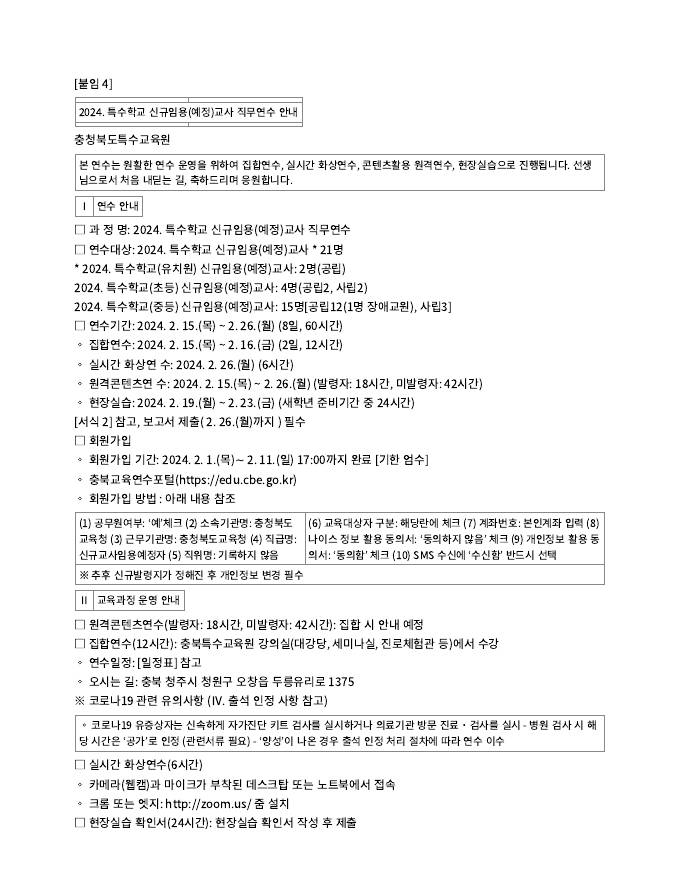 [붙임 4]
2024. 특수학교 신규임용(예정)교사 직무연수 안내
충청북도특수교육원
본 연수는 원활한 연수 운영을 위하여 집합연수, 실시간 화상연수, 콘텐츠활용 원격연수, 현장실습으로 진행됩니다. 선생
님으로서 처음 내딛는 길, 축하드리며 응원합니다.
Ⅰ 연수 안내
□ 과 정 명: 2024. 특수학교 신규임용(예정)교사 직무연수
□ 연수대상: 2024. 특수학교 신규임용(예정)교사 * 21명
* 2024. 특수학교(유치원) 신규임용(예정)교사: 2명(공립)
2024. 특수학교(초등) 신규임용(예정)교사: 4명(공립2, 사립2)
2024. 특수학교(중등) 신규임용(예정)교사: 15명[공립12(1명 장애교원), 사립3]
□ 연수기간: 2024. 2. 15.(목) ~ 2. 26.(월) (8일, 60시간)
◦ 집합연수: 2024. 2. 15.(목) ~ 2. 16.(금) (2일, 12시간)
◦ 실시간 화상연 수: 2024. 2. 26.(월) (6시간)
◦ 원격콘텐츠연 수: 2024. 2. 15.(목) ~ 2. 26.(월) (발령자: 18시간, 미발령자: 42시간)
◦ 현장실습: 2024. 2. 19.(월) ~ 2. 23.(금) (새학년 준비기간 중 24시간)
[서식 2] 참고, 보고서 제출( 2. 26.(월)까지 ) 필수
□ 회원가입
◦ 회원가입 기간: 2024. 2. 1.(목)~ 2. 11.(일) 17:00까지 완료 [기한 엄수]
◦ 충북교육연수포털(https://edu.cbe.go.kr)
◦ 회원가입 방법 : 아래 내용 참조
(1) 공무원여부: ‘예’체크 (2) 소속기관명: 충청북도
교육청 (3) 근무기관명: 충청북도교육청 (4) 직급명:
신규교사임용예정자 (5) 직위명: 기록하지 않음
(6) 교육대상자 구분: 해당란에 체크 (7) 계좌번호: 본인계좌 입력 (8)
나이스 정보 활용 동의서: ‘동의하지 않음’ 체크 (9) 개인정보 활용 동
의서: ‘동의함’ 체크 (10) SMS 수신에 ‘수신함’ 반드시 선택
※ 추후 신규발령지가 정해진 후 개인정보 변경 필수
Ⅱ 교육과정 운영 안내
□ 원격콘텐츠연수(발령자: 18시간, 미발령자: 42시간): 집합 시 안내 예정
□ 집합연수(12시간): 충북특수교육원 강의실(대강당, 세미나실, 진로체험관 등)에서 수강
◦ 연수일정: [일정표] 참고
◦ 오시는 길: 충북 청주시 청원구 오창읍 두릉유리로 1375
※ 코로나19 관련 유의사항 (Ⅳ. 출석 인정 사항 참고)
◦ 코로나19 유증상자는 신속하게 자가진단 키트 검사를 실시하거나 의료기관 방문 진료・검사를 실시 - 병원 검사 시 해
당 시간은 ‘공가’로 인정 (관련서류 필요) - ‘양성’이 나온 경우 출석 인정 처리 절차에 따라 연수 이수
□ 실시간 화상연수(6시간)
◦ 카메라(웹캠)과 마이크가 부착된 데스크탑 또는 노트북에서 접속
◦ 크롬 또는 엣지: http://zoom.us/ 줌 설치
□ 현장실습 확인서(24시간): 현장실습 확인서 작성 후 제출